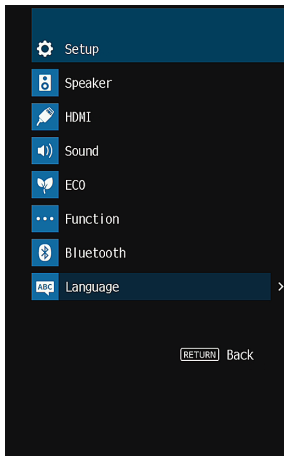 Setup
Speaker
HDMI
Sound
ECO
Function
Bluetooth
ABC Language
RETURN Back